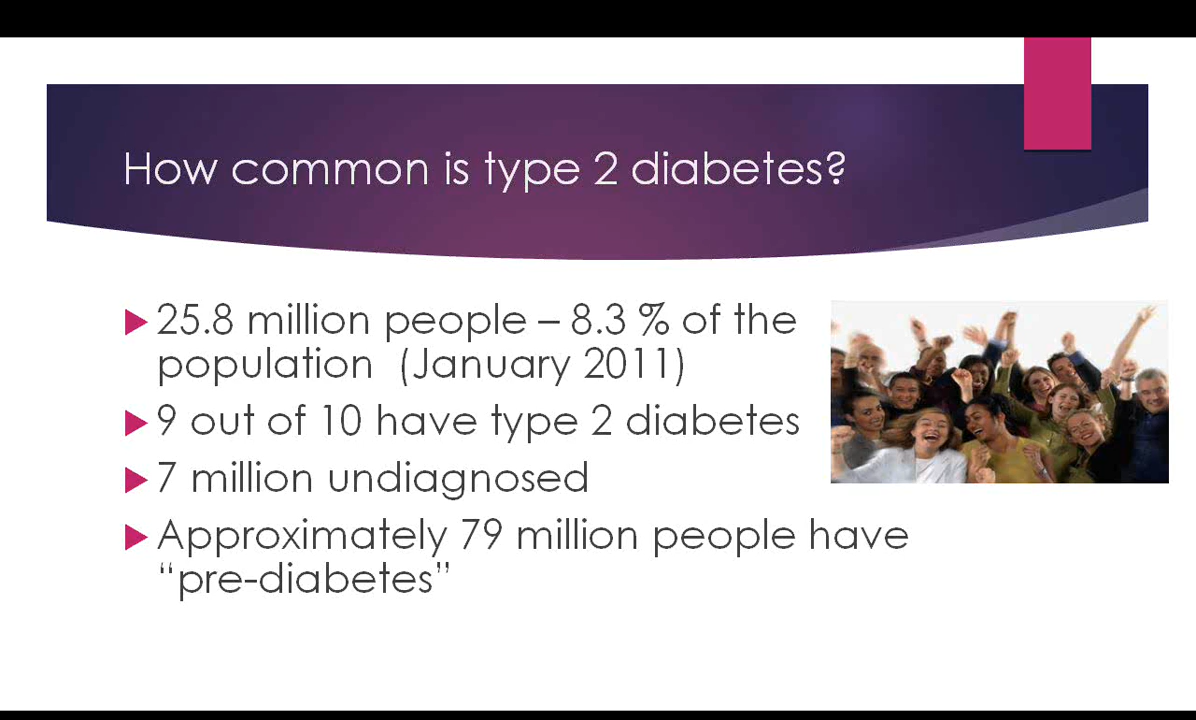 How common is type 2 diabetes?
25.8 million people – 8.3 % of the
population (January 2011)
9 out of 10 have type 2 diabetes
7 million undiagnosed
Approximately 79 million people have
“pre-diabetes”